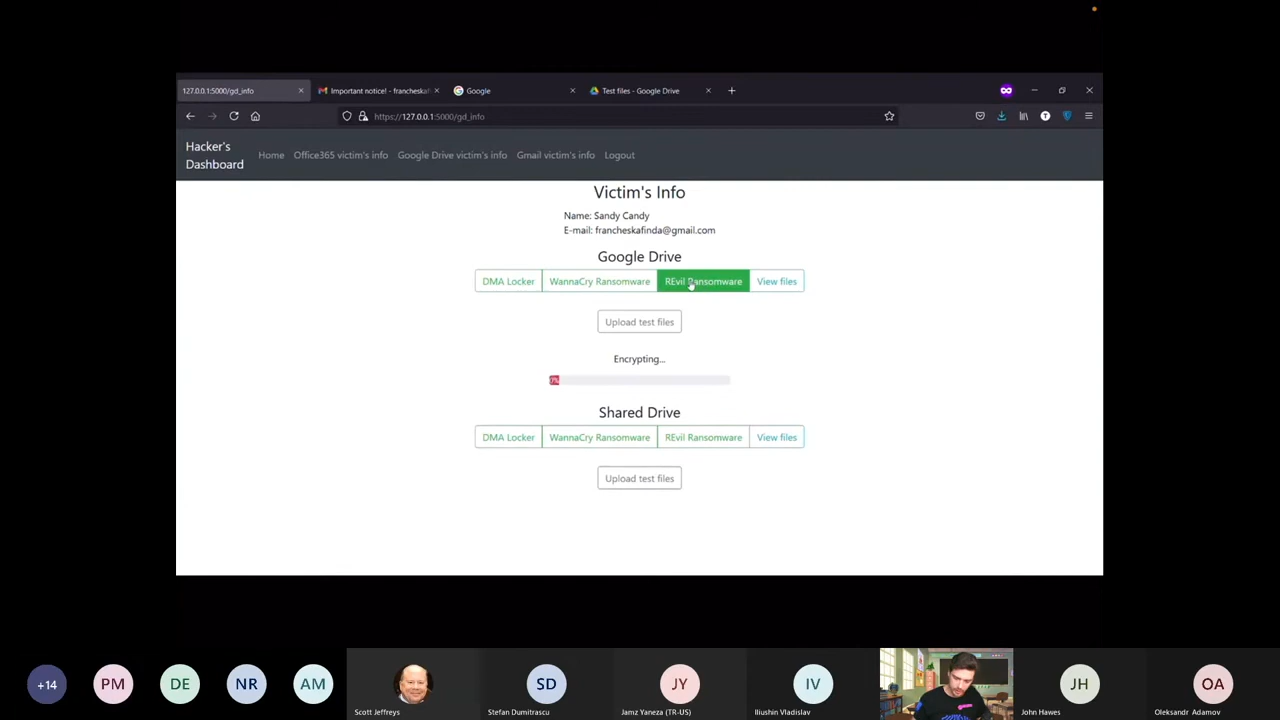 127.0.0.1:5000/gd_info
Important notice! - francheskaf
Google
Test files - Google Drive
https://127.0.0.1:5000/gd_info
Hacker's
Dashboard
Home
Office365 victim's info
Google Drive victim's info
Gmail victim's info
Logout
Victim's Info
Name: Sandy Candy
E-mail: francheskafinda@gmail.com
Google Drive
DMA Locker
WannaCry Ransomware
REvil Ransomware
View files
Upload test files
Encrypting...
Shared Drive
DMA Locker
WannaCry Ransomware
REvil Ransomware
View files
Upload test files
+14
PM
DE
NR
AM
SD
JY
IV
JH
OA
Scott Jeffreys
Stefan Dumitrascu
Jamz Yaneza (TR-US)
Iliushin Vladislav
John Hawes
Oleksandr Adamov